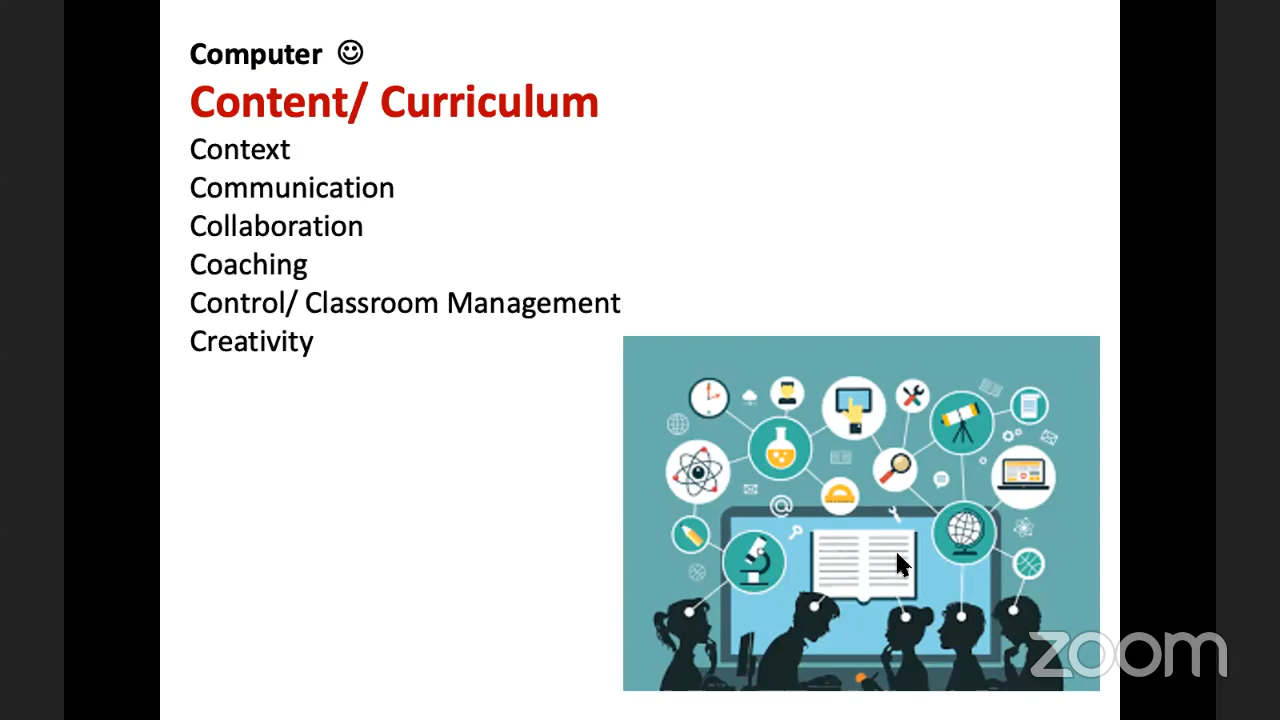 Computer ☺
Content/ Curriculum
Context
Communication
Collaboration
Coaching
Control/ Classroom Management
Creativity
zoom